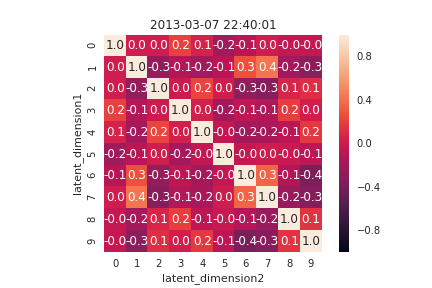 2013-03-07 22:40:01
latent_dimension1
0 1.0 0.0 0.0 0.2 0.1 -0.2 -0.1 0.0 -0.0 -0.0
1 0.0 1.0 -0.3 -0.1 -0.2 -0.1 0.3 0.4 -0.2 -0.3
2 0.0 -0.3 1.0 0.0 0.2 0.0 -0.3 -0.3 0.1 0.1
3 0.2 -0.1 0.0 1.0 -0.0 -0.2 -0.1 -0.1 0.2 0.0
4 0.1 -0.2 0.2 -0.0 1.0 -0.0 -0.2 -0.2 -0.1 0.2
5 -0.2 -0.1 0.0 -0.2 -0.0 1.0 -0.0 0.0 -0.0 -0.1
6 -0.1 0.3 -0.3 -0.1 -0.2 -0.0 1.0 0.3 -0.1 -0.4
7 0.0 0.4 -0.3 -0.1 -0.2 0.0 0.3 1.0 -0.2 -0.3
8 -0.0 -0.2 0.1 0.2 -0.1 -0.0 -0.1 -0.2 1.0 0.1
9 -0.0 -0.3 0.1 0.0 0.2 -0.1 -0.4 -0.3 0.1 1.0
0 1 2 3 4 5 6 7 8 9
latent_dimension2
0.8
0.4
0.0
−0.4
−0.8